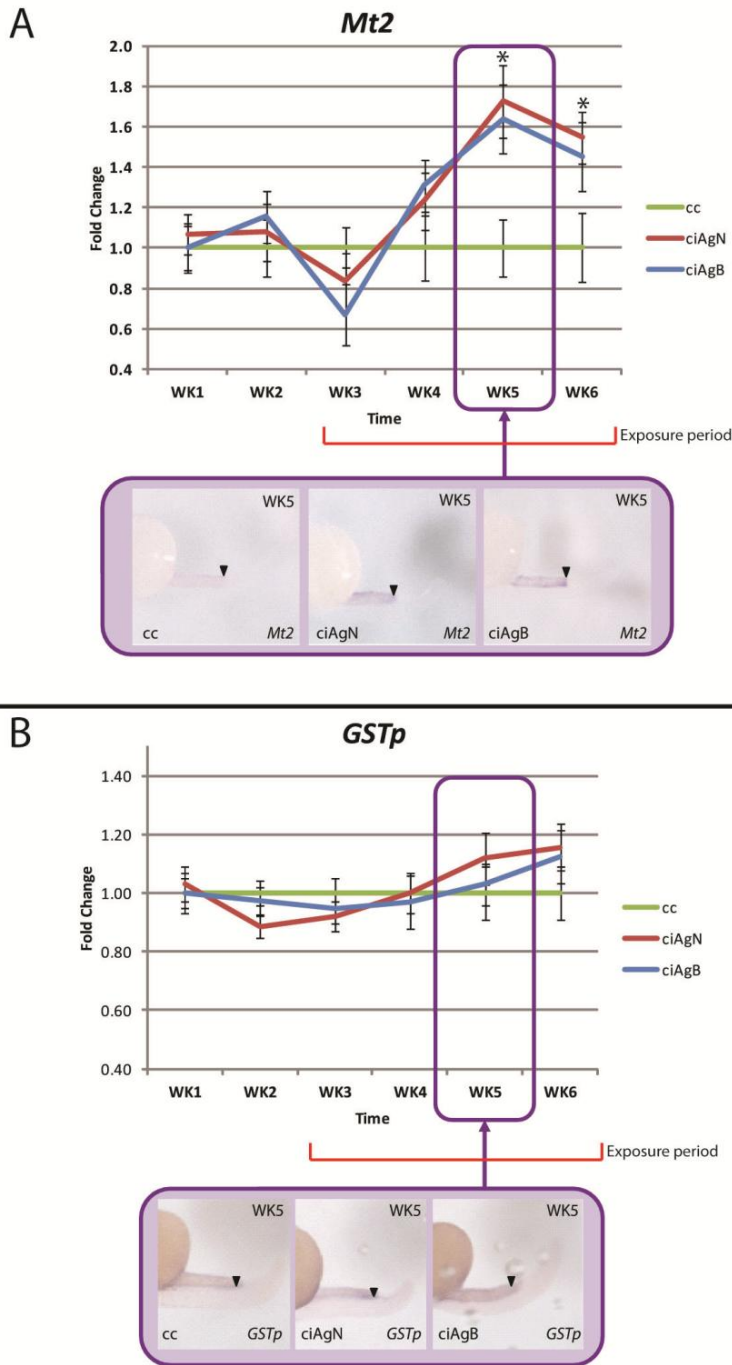 A
Mt2
2.0
1.8
1.6
1.4
1.2
1.0
0.8
0.6
0.4
Fold Change
*
*
cc
ciAgN
ciAgB
WK1 WK2 WK3 WK4 WK5 WK6
Time
Exposure period
WK5 WK5 WK5
cc Mt2 ciAgN Mt2 ciAgB Mt2
B
GSTp
1.40
1.20
1.00
0.80
0.60
0.40
Fold Change
cc
ciAgN
ciAgB
WK1 WK2 WK3 WK4 WK5 WK6
Time
Exposure period
WK5 WK5 WK5
cc GSTp ciAgN GSTp ciAgB GSTp